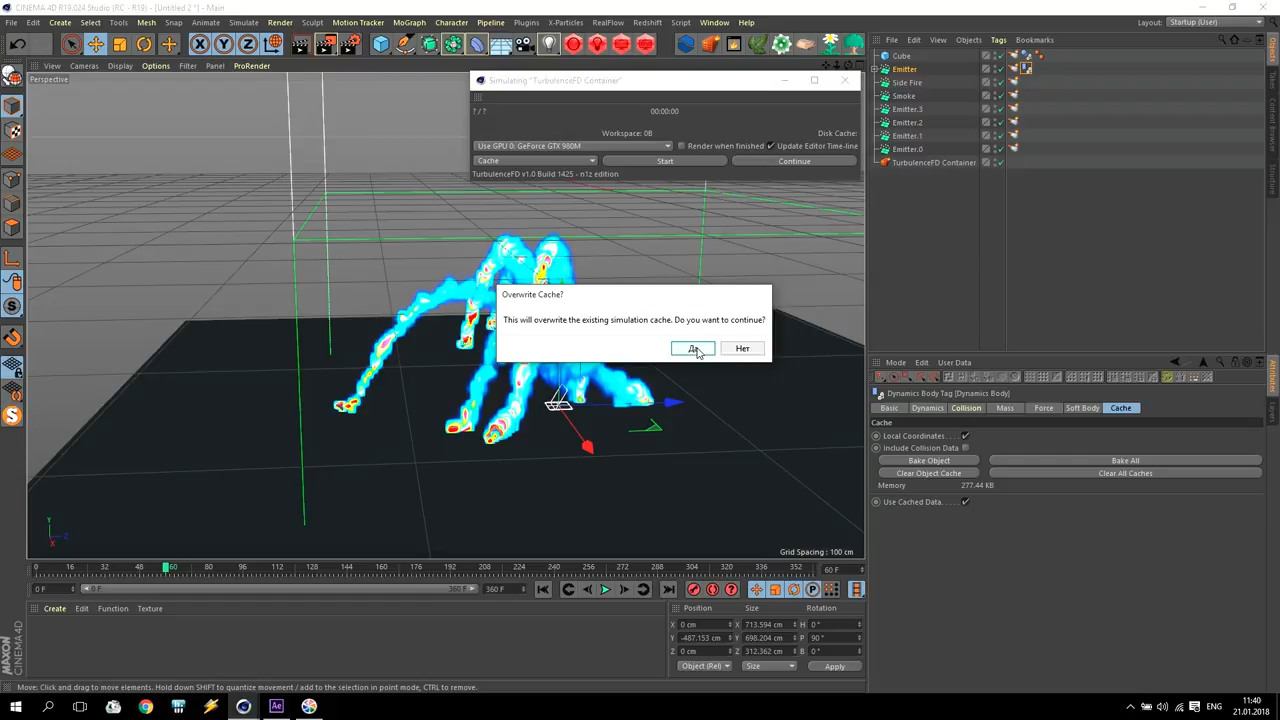 CINEMA 4D R19.024 Studio (RC - R19) - [Untitled 2 *] - Main
File Edit Create Select Tools Mesh Snap Animate Simulate Render Sculpt Motion Tracker MoGraph Character Pipeline Plugins X-Particles RealFlow Redshift Script Window Help
Layout: Startup (User)
File Edit View Objects Tags Bookmarks
View Cameras Display Options Filter Panel ProRender
Perspective
Simulating "TurbulenceFD Container"
? / ? 00:00:00
Workspace: 0B Disk Cache:
Use GPU 0: GeForce GTX 980M Render when finished Update Editor Time-line
Cache Start Continue
TurbulenceFD v1.0 Build 1425 - n1z edition
Cube
Emitter
Side Fire
Smoke
Emitter.3
Emitter.2
Emitter.1
Emitter.0
TurbulenceFD Container
Objects
Takes
Content Browser
Structure
Overwrite Cache?
This will overwrite the existing simulation cache. Do you want to continue?
Нет
Mode Edit User Data
Dynamics Body Tag [Dynamics Body]
Basic Dynamics Collision Mass Force Soft Body Cache
Cache
Local Coordinates
Include Collision Data
Bake Object Bake All
Clear Object Cache Clear All Caches
Memory 277.44 KB
Use Cached Data
Attributes
Layers
Y
Z
X
Grid Spacing : 100 cm
0 16 32 48 60 80 96 112 128 144 160 176 192 208 224 240 256 272 288 304 320 336 352 60 F
0 F 0 F 360 F 360 F
Create Edit Function Texture
Position Size Rotation
X 0 cm X 713.594 cm H 0 °
Y -487.153 cm Y 698.204 cm P 90 °
Z 0 cm Z 312.362 cm B 0 °
Object (Rel) Size Apply
MAXON
CINEMA 4D
Move: Click and drag to move elements. Hold down SHIFT to quantize movement / add to the selection in point mode, CTRL to remove.
Ae
ENG
11:40
21.01.2018